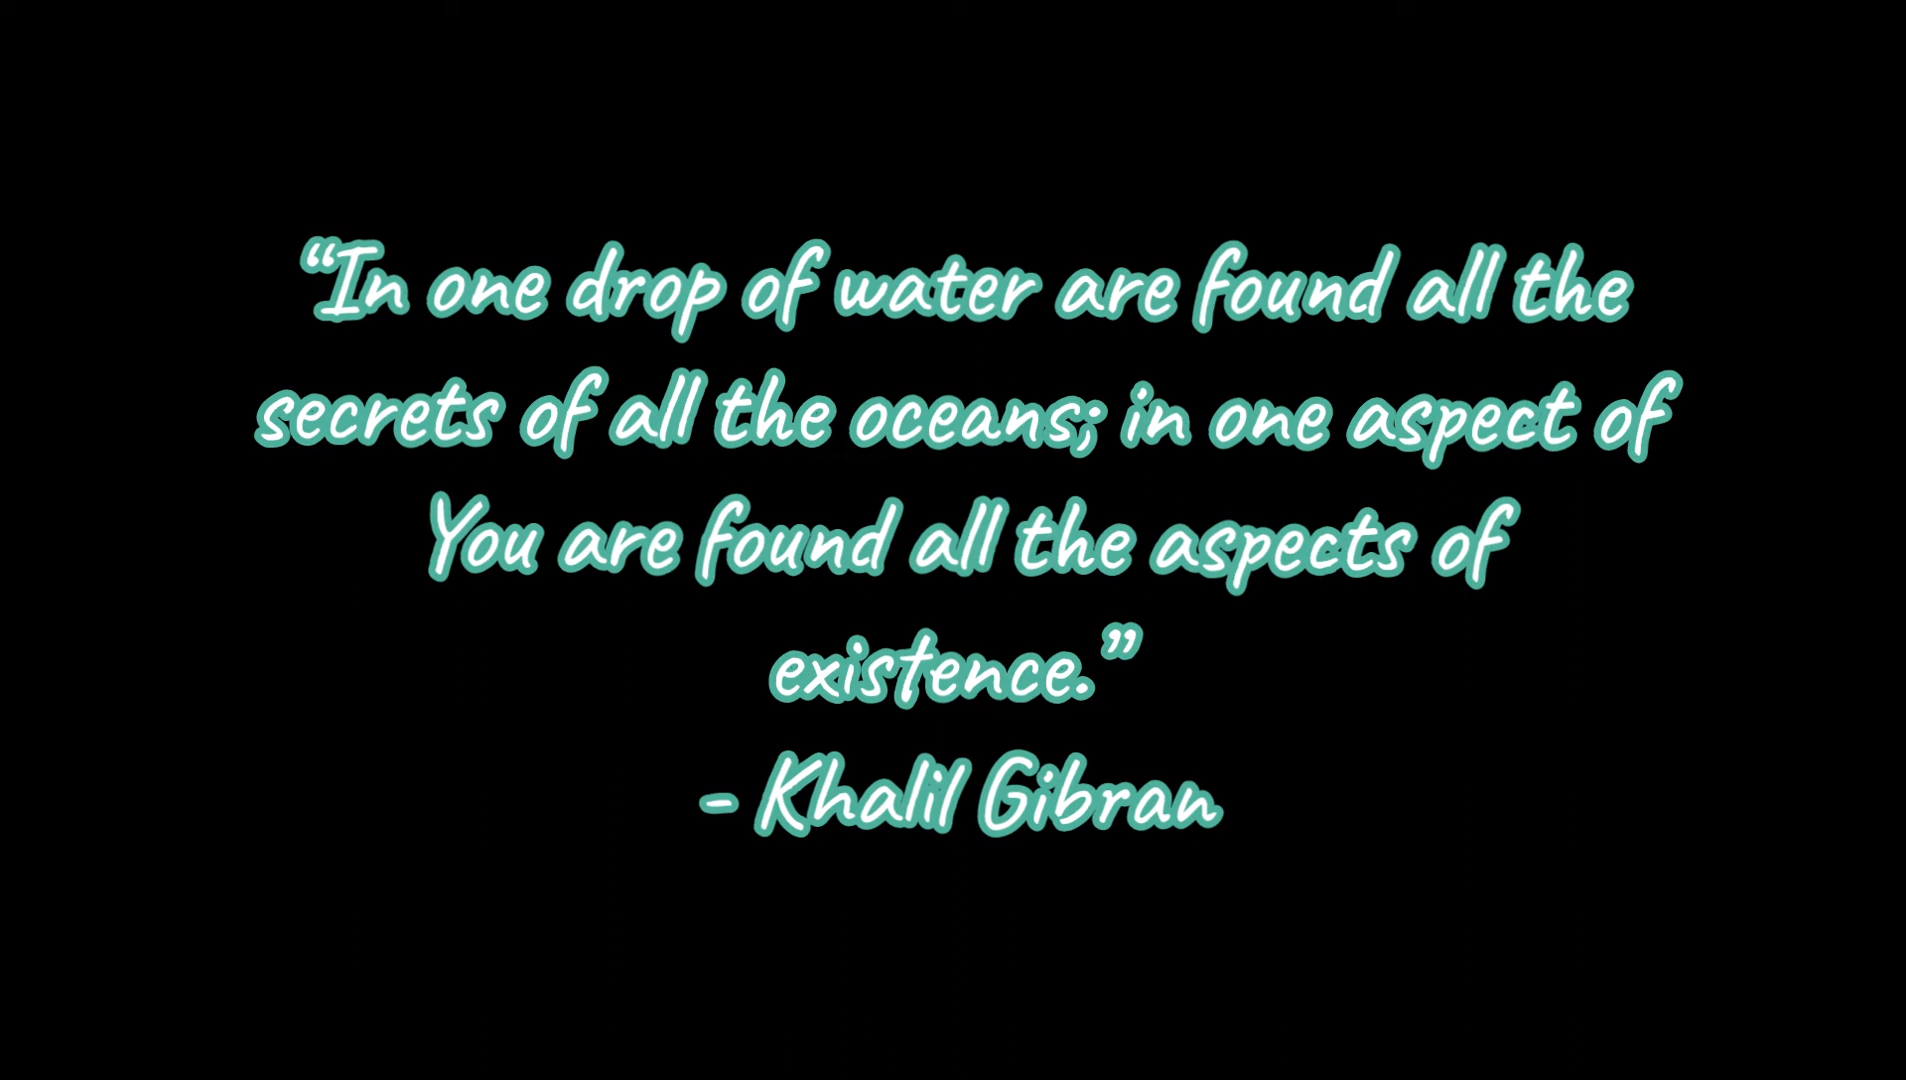 “In one drop of water are found all the
secrets of all the oceans; in one aspect of
You are found all the aspects of
existence.”
- Khalil Gibran